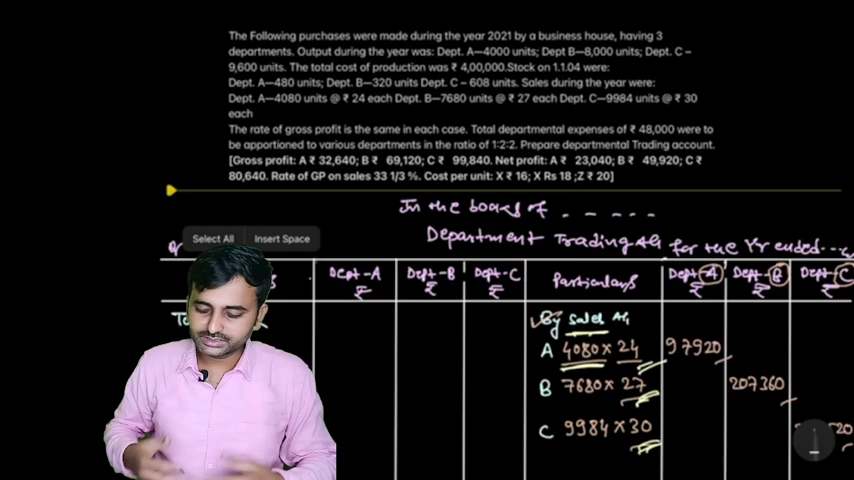 The Following purchases were made during the year 2021 by a business house, having 3
departments. Output during the year was: Dept. A—4000 units; Dept B—8,000 units; Dept. C –
9,600 units. The total cost of production was ₹ 4,00,000.Stock on 1.1.04 were:
Dept. A—480 units; Dept. B—320 units Dept. C – 608 units. Sales during the year were:
Dept. A—4080 units @ ₹ 24 each Dept. B—7680 units @ ₹ 27 each Dept. C—9984 units @ ₹ 30
each
The rate of gross profit is the same in each case. Total departmental expenses of ₹ 48,000 were to
be apportioned to various departments in the ratio of 1:2:2. Prepare departmental Trading account.
[Gross profit: A ₹ 32,640; B ₹ 69,120; C ₹ 99,840. Net profit: A ₹ 23,040; B ₹ 49,920; C ₹
80,640. Rate of GP on sales 33 1/3 %. Cost per unit: X ₹ 16; X Rs 18 ;Z ₹ 20]
In the books of - - - - - -
Select All Insert Space
Department Trading A/c for the Yr ended...
Dept-A Dept-B Dept-C Particulars Dept-A Dept-B Dept-C
₹ ₹ ₹ ₹ ₹ ₹
By Sales A/c
A 4080 × 24 97920
B 7680 × 27 207360
C 9984 × 30